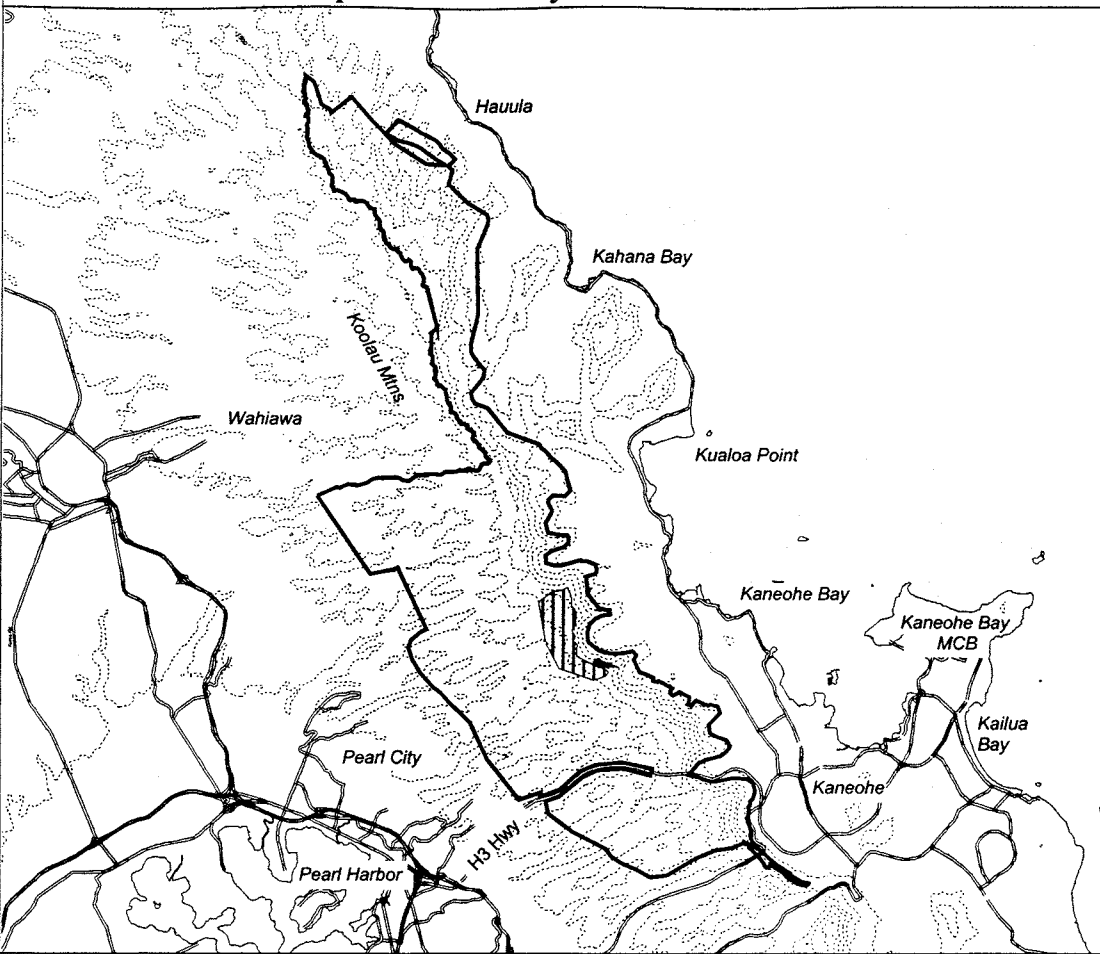 Hauula
Kahana Bay
Koolau Mtns.
Wahiawa
Kualoa Point
Kaneohe Bay
Kaneohe Bay
MCB
Kailua
Bay
Pearl City
Kaneohe
H3 Hwy
Pearl Harbor